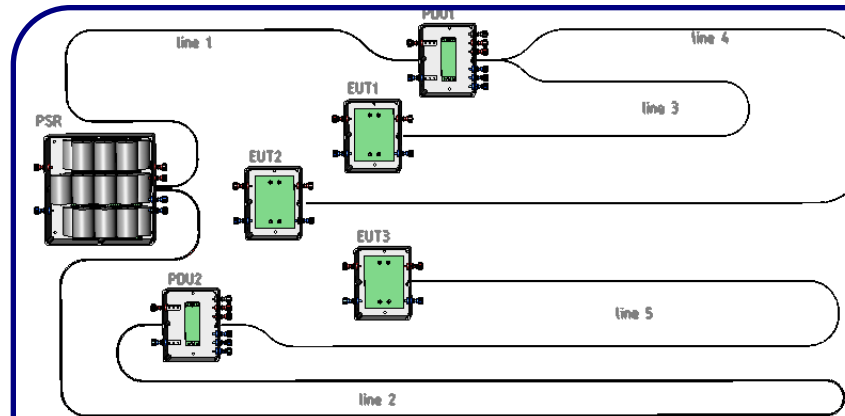 PDU1
line 1
line 4
EUT1
line 3
PSR
EUT2
EUT3
PDU2
line 5
line 2